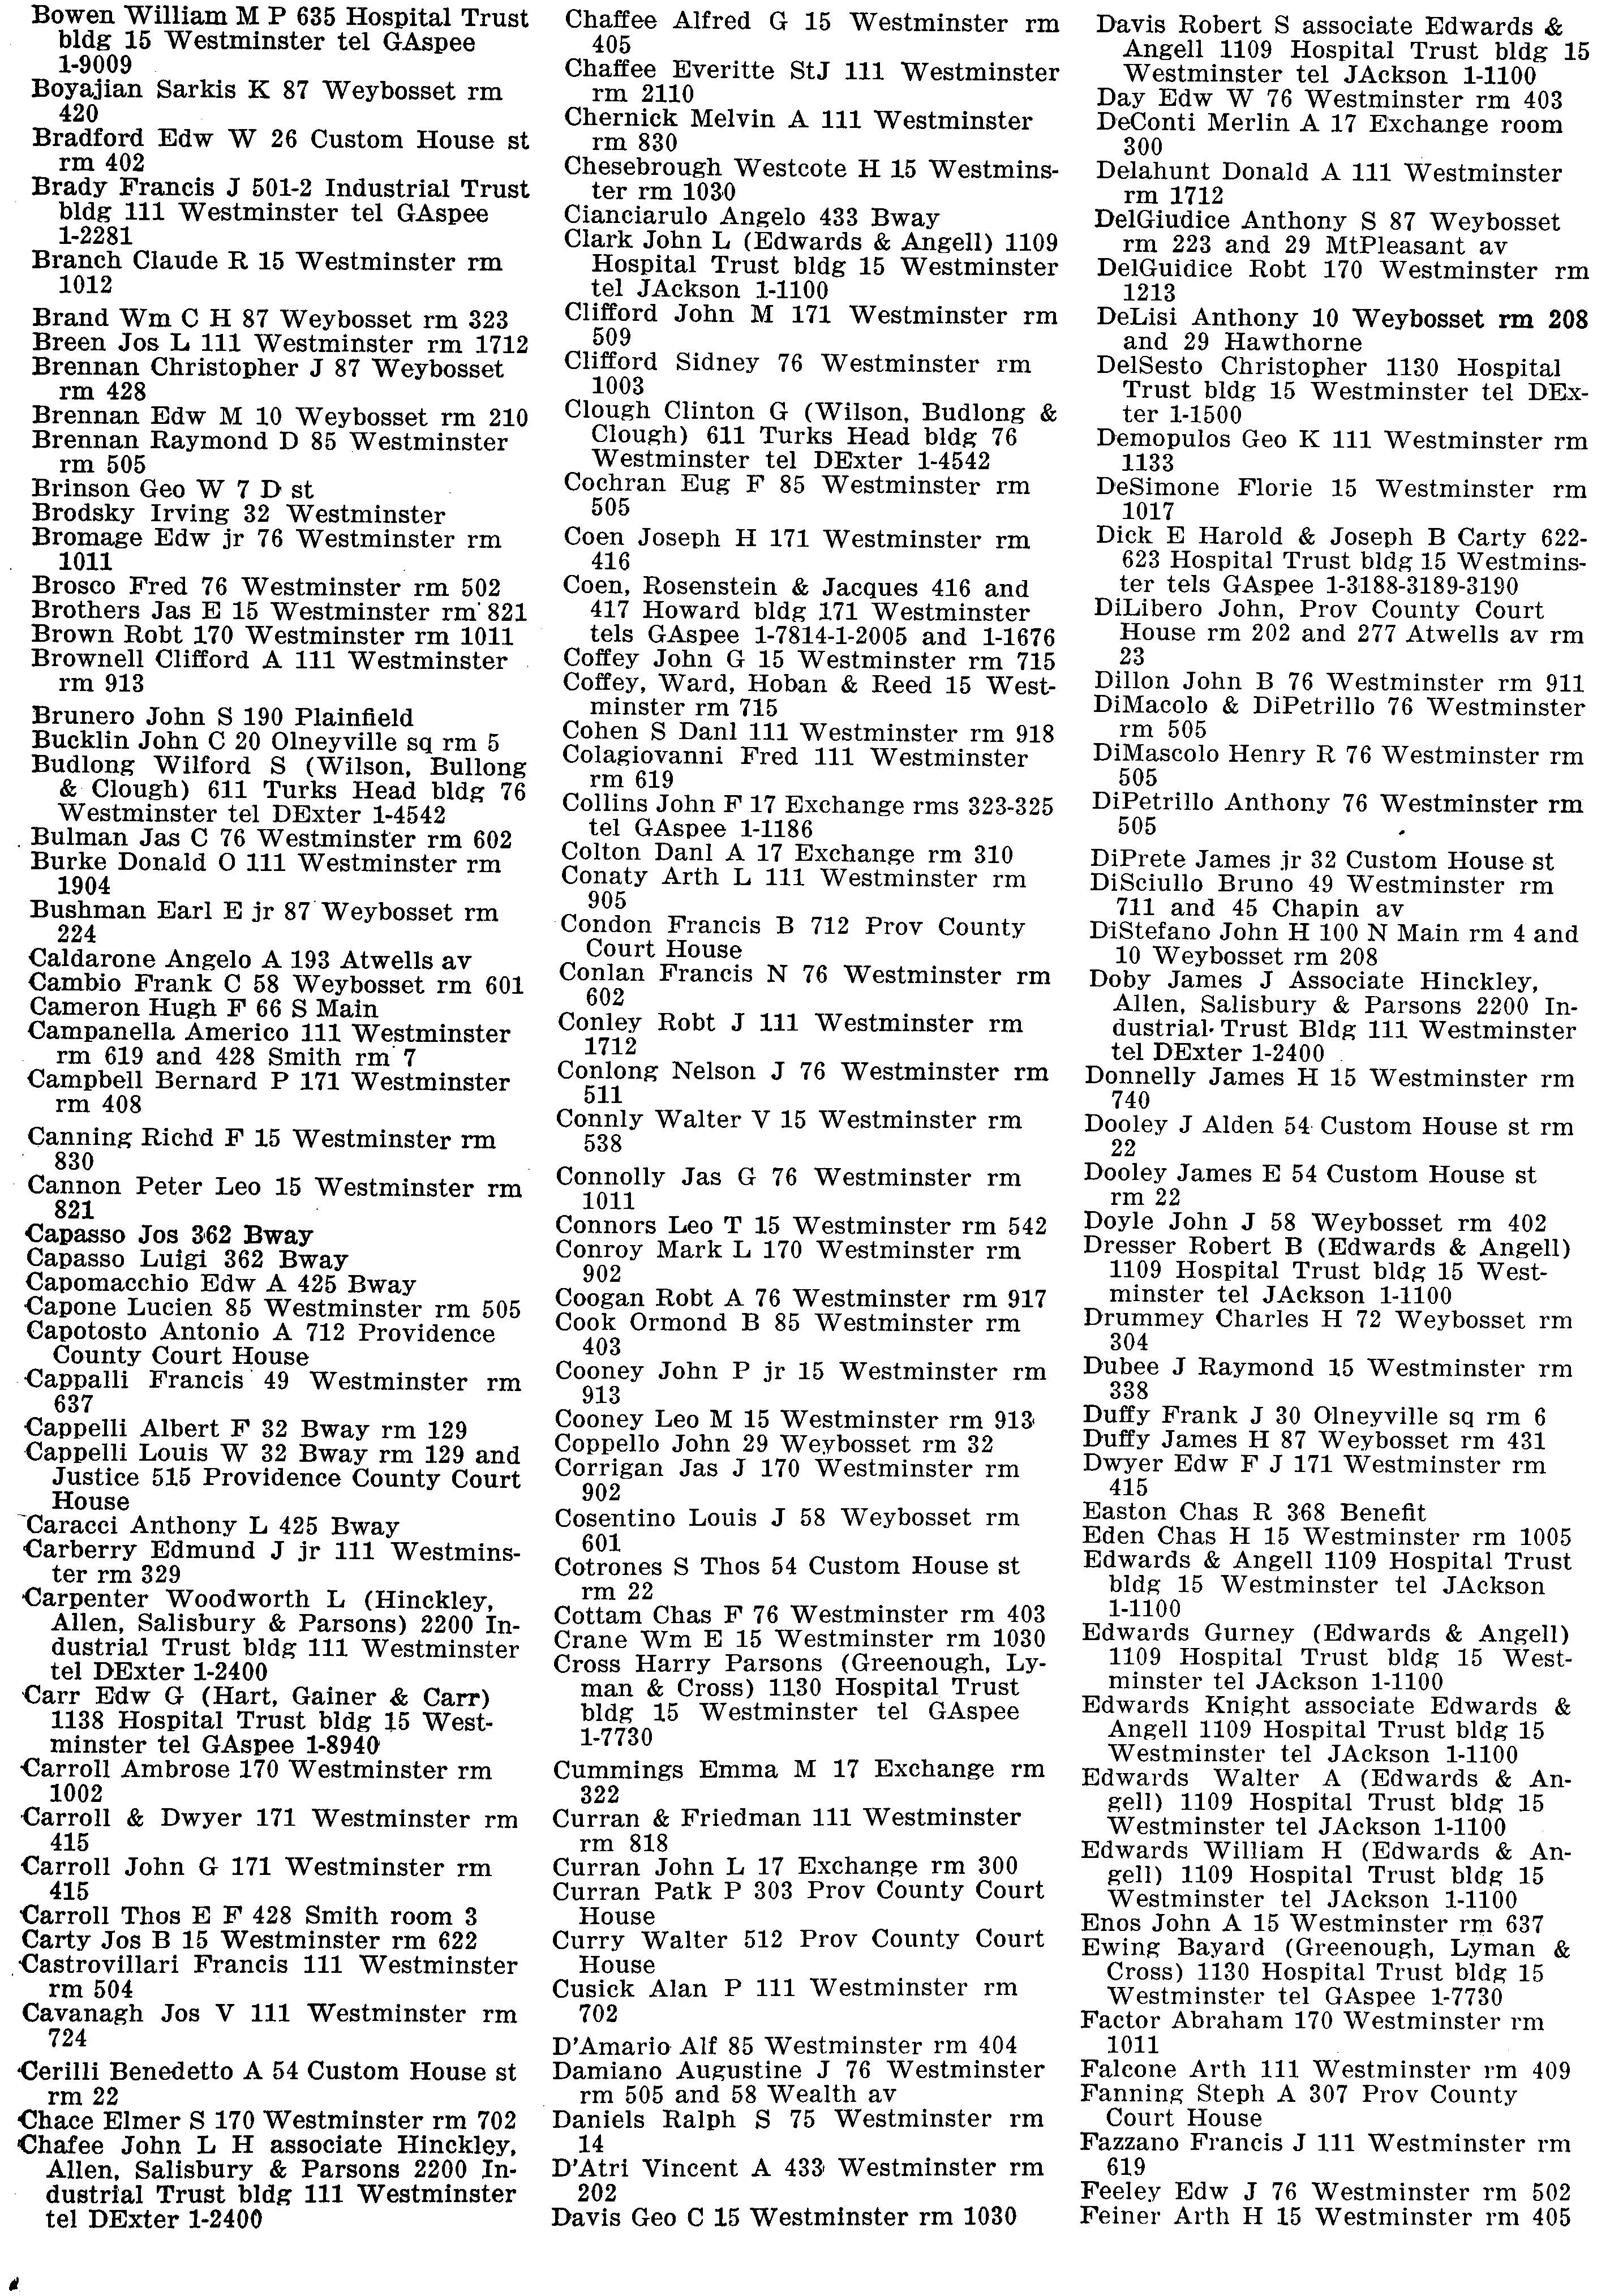 Bowen William M P 635 Hospital Trust
bldg 15 Westminster tel GAspee
1-9009
Boyajian Sarkis K 87 Weybosset rm
420
Bradford Edw W 26 Custom House st
rm 402
Brady Francis J 501-2 Industrial Trust
bldg 111 Westminster tel GAspee
1-2281
Branch Claude R 15 Westminster rm
1012
Brand Wm C H 87 Weybosset rm 323
Breen Jos L 111 Westminster rm 1712
Brennan Christopher J 87 Weybosset
rm 428
Brennan Edw M 10 Weybosset rm 210
Brennan Raymond D 85 Westminster
rm 505
Brinson Geo W 7 D st
Brodsky Irving 32 Westminster
Bromage Edw jr 76 Westminster rm
1011
Brosco Fred 76 Westminster rm 502
Brothers Jas E 15 Westminster rm 821
Brown Robt 170 Westminster rm 1011
Brownell Clifford A 111 Westminster
rm 913
Brunero John S 190 Plainfield
Bucklin John C 20 Olneyville sq rm 5
Budlong Wilford S (Wilson, Bullong
& Clough) 611 Turks Head bldg 76
Westminster tel DExter 1-4542
Bulman Jas C 76 Westminster rm 602
Burke Donald O 111 Westminster rm
1904
Bushman Earl E jr 87 Weybosset rm
224
Caldarone Angelo A 193 Atwells av
Cambio Frank C 58 Weybosset rm 601
Cameron Hugh F 66 S Main
Campanella Americo 111 Westminster
rm 619 and 428 Smith rm 7
Campbell Bernard P 171 Westminster
rm 408
Canning Richd F 15 Westminster rm
830
Cannon Peter Leo 15 Westminster rm
821
Capasso Jos 362 Bway
Capasso Luigi 362 Bway
Capomacchio Edw A 425 Bway
Capone Lucien 85 Westminster rm 505
Capotosto Antonio A 712 Providence
County Court House
Cappalli Francis 49 Westminster rm
637
Cappelli Albert F 32 Bway rm 129
Cappelli Louis W 32 Bway rm 129 and
Justice 515 Providence County Court
House
Caracci Anthony L 425 Bway
Carberry Edmund J jr 111 Westmins-
ter rm 329
Carpenter Woodworth L (Hinckley,
Allen, Salisbury & Parsons) 2200 In-
dustrial Trust bldg 111 Westminster
tel DExter 1-2400
Carr Edw G (Hart, Gainer & Carr)
1138 Hospital Trust bldg 15 West-
minster tel GAspee 1-8940
Carroll Ambrose 170 Westminster rm
1002
Carroll & Dwyer 171 Westminster rm
415
Carroll John G 171 Westminster rm
415
Carroll Thos E F 428 Smith room 3
Carty Jos B 15 Westminster rm 622
Castrovillari Francis 111 Westminster
rm 504
Cavanagh Jos V 111 Westminster rm
724
Cerilli Benedetto A 54 Custom House st
rm 22
Chace Elmer S 170 Westminster rm 702
Chafee John L H associate Hinckley,
Allen, Salisbury & Parsons 2200 In-
dustrial Trust bldg 111 Westminster
tel DExter 1-2400
Chaffee Alfred G 15 Westminster rm
405
Chaffee Everitte StJ 111 Westminster
rm 2110
Chernick Melvin A 111 Westminster
rm 830
Chesebrough Westcote H 15 Westmins-
ter rm 1030
Cianciarulo Angelo 433 Bway
Clark John L (Edwards & Angell) 1109
Hospital Trust bldg 15 Westminster
tel JAckson 1-1100
Clifford John M 171 Westminster rm
509
Clifford Sidney 76 Westminster rm
1003
Clough Clinton G (Wilson, Budlong &
Clough) 611 Turks Head bldg 76
Westminster tel DExter 1-4542
Cochran Eug F 85 Westminster rm
505
Coen Joseph H 171 Westminster rm
416
Coen, Rosenstein & Jacques 416 and
417 Howard bldg 171 Westminster
tels GAspee 1-7814-1-2005 and 1-1676
Coffey John G 15 Westminster rm 715
Coffey, Ward, Hoban & Reed 15 West-
minster rm 715
Cohen S Danl 111 Westminster rm 918
Colagiovanni Fred 111 Westminster
rm 619
Collins John F 17 Exchange rms 323-325
tel GAspee 1-1186
Colton Danl A 17 Exchange rm 310
Conaty Arth L 111 Westminster rm
905
Condon Francis B 712 Prov County
Court House
Conlan Francis N 76 Westminster rm
602
Conley Robt J 111 Westminster rm
1712
Conlong Nelson J 76 Westminster rm
511
Connly Walter V 15 Westminster rm
538
Connolly Jas G 76 Westminster rm
1011
Connors Leo T 15 Westminster rm 542
Conroy Mark L 170 Westminster rm
902
Coogan Robt A 76 Westminster rm 917
Cook Ormond B 85 Westminster rm
403
Cooney John P jr 15 Westminster rm
913
Cooney Leo M 15 Westminster rm 913
Coppello John 29 Weybosset rm 32
Corrigan Jas J 170 Westminster rm
902
Cosentino Louis J 58 Weybosset rm
601
Cotrones S Thos 54 Custom House st
rm 22
Cottam Chas F 76 Westminster rm 403
Crane Wm E 15 Westminster rm 1030
Cross Harry Parsons (Greenough, Ly-
man & Cross) 1130 Hospital Trust
bldg 15 Westminster tel GAspee
1-7730
Cummings Emma M 17 Exchange rm
322
Curran & Friedman 111 Westminster
rm 818
Curran John L 17 Exchange rm 300
Curran Patk P 303 Prov County Court
House
Curry Walter 512 Prov County Court
House
Cusick Alan P 111 Westminster rm
702
D'Amario Alf 85 Westminster rm 404
Damiano Augustine J 76 Westminster
rm 505 and 58 Wealth av
Daniels Ralph S 75 Westminster rm
14
D'Atri Vincent A 433 Westminster rm
202
Davis Geo C 15 Westminster rm 1030
Davis Robert S associate Edwards &
Angell 1109 Hospital Trust bldg 15
Westminster tel JAckson 1-1100
Day Edw W 76 Westminster rm 403
DeConti Merlin A 17 Exchange room
300
Delahunt Donald A 111 Westminster
rm 1712
DelGiudice Anthony S 87 Weybosset
rm 223 and 29 MtPleasant av
DelGuidice Robt 170 Westminster rm
1213
DeLisi Anthony 10 Weybosset rm 208
and 29 Hawthorne
DelSesto Christopher 1130 Hospital
Trust bldg 15 Westminster tel DEx-
ter 1-1500
Demopulos Geo K 111 Westminster rm
1133
DeSimone Florie 15 Westminster rm
1017
Dick E Harold & Joseph B Carty 622-
623 Hospital Trust bldg 15 Westmins-
ter tels GAspee 1-3188-3189-3190
DiLibero John, Prov County Court
House rm 202 and 277 Atwells av rm
23
Dillon John B 76 Westminster rm 911
DiMacolo & DiPetrillo 76 Westminster
rm 505
DiMascolo Henry R 76 Westminster rm
505
DiPetrillo Anthony 76 Westminster rm
505
DiPrete James jr 32 Custom House st
DiSciullo Bruno 49 Westminster rm
711 and 45 Chapin av
DiStefano John H 100 N Main rm 4 and
10 Weybosset rm 208
Doby James J Associate Hinckley,
Allen, Salisbury & Parsons 2200 In-
dustrial Trust Bldg 111 Westminster
tel DExter 1-2400
Donnelly James H 15 Westminster rm
740
Dooley J Alden 54 Custom House st rm
22
Dooley James E 54 Custom House st
rm 22
Doyle John J 58 Weybosset rm 402
Dresser Robert B (Edwards & Angell)
1109 Hospital Trust bldg 15 West-
minster tel JAckson 1-1100
Drummey Charles H 72 Weybosset rm
304
Dubee J Raymond 15 Westminster rm
338
Duffy Frank J 30 Olneyville sq rm 6
Duffy James H 87 Weybosset rm 431
Dwyer Edw F J 171 Westminster rm
415
Easton Chas R 368 Benefit
Eden Chas H 15 Westminster rm 1005
Edwards & Angell 1109 Hospital Trust
bldg 15 Westminster tel JAckson
1-1100
Edwards Gurney (Edwards & Angell)
1109 Hospital Trust bldg 15 West-
minster tel JAckson 1-1100
Edwards Knight associate Edwards &
Angell 1109 Hospital Trust bldg 15
Westminster tel JAckson 1-1100
Edwards Walter A (Edwards & An-
gell) 1109 Hospital Trust bldg 15
Westminster tel JAckson 1-1100
Edwards William H (Edwards & An-
gell) 1109 Hospital Trust bldg 15
Westminster tel JAckson 1-1100
Enos John A 15 Westminster rm 637
Ewing Bayard (Greenough, Lyman &
Cross) 1130 Hospital Trust bldg 15
Westminster tel GAspee 1-7730
Factor Abraham 170 Westminster rm
1011
Falcone Arth 111 Westminster rm 409
Fanning Steph A 307 Prov County
Court House
Fazzano Francis J 111 Westminster rm
619
Feeley Edw J 76 Westminster rm 502
Feiner Arth H 15 Westminster rm 405